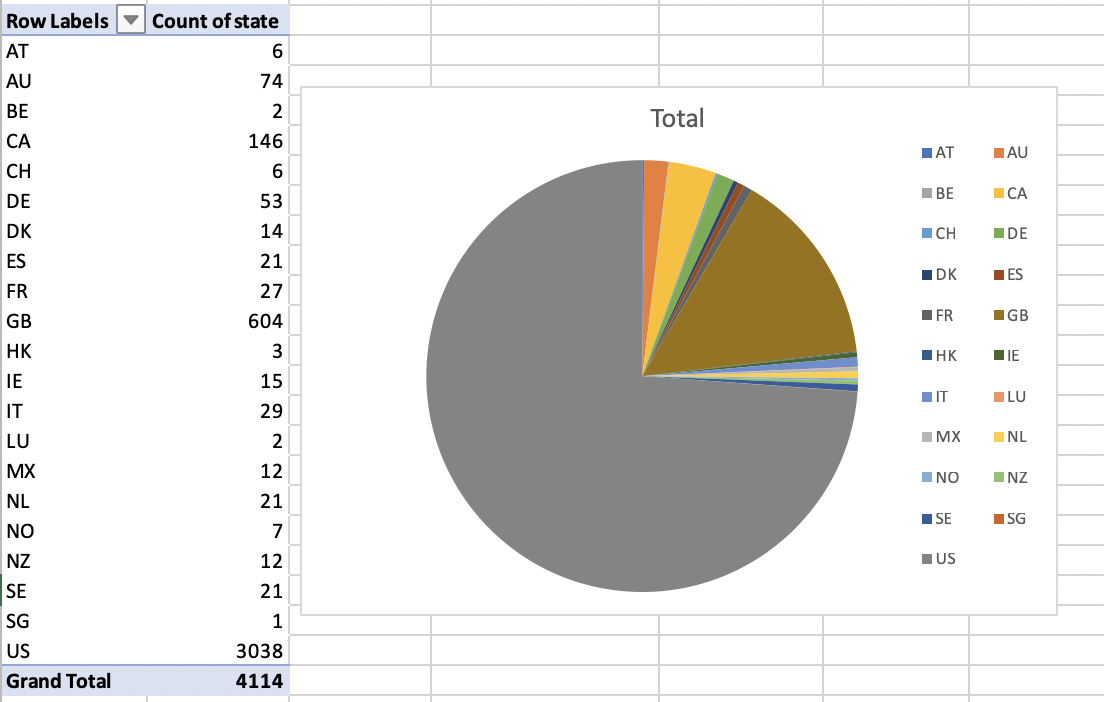 Row Labels Count of state
AT 6
AU 74
BE 2
CA 146
CH 6
DE 53
DK 14
ES 21
FR 27
GB 604
HK 3
IE 15
IT 29
LU 2
MX 12
NL 21
NO 7
NZ 12
SE 21
SG 1
US 3038
Grand Total 4114
Total
AT AU
BE CA
CH DE
DK ES
FR GB
HK IE
IT LU
MX NL
NO NZ
SE SG
US